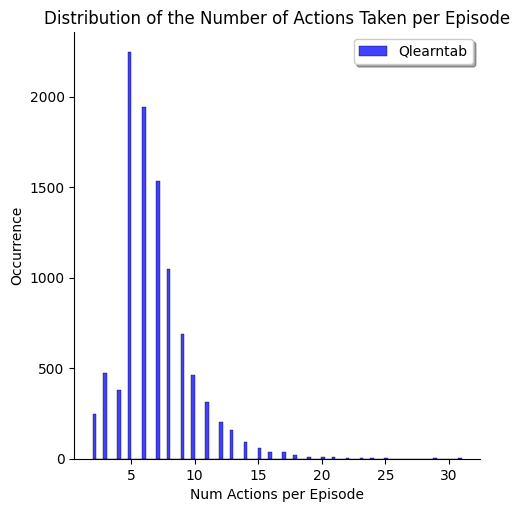 Distribution of the Number of Actions Taken per Episode
Qlearntab
2000
1500
1000
500
0
Occurrence
5 10 15 20 25 30
Num Actions per Episode